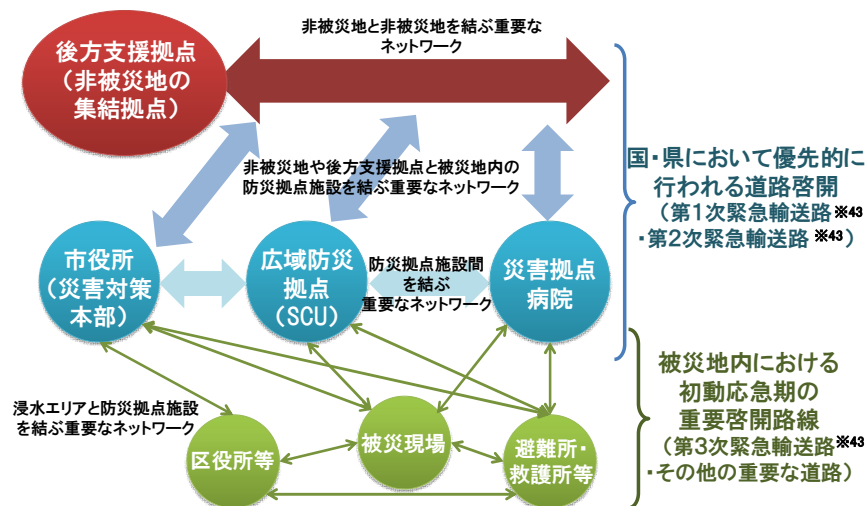 非被災地と非被災地を結ぶ重要な
ネットワーク
後方支援拠点
（非被災地の
集結拠点）
非被災地や後方支援拠点と被災地内の
防災拠点施設を結ぶ重要なネットワーク
国・県において優先的に
行われる道路啓開
（第1次緊急輸送路※43
・第2次緊急輸送路※43）
市役所
（災害対策
本部）
広域防災
拠点
（SCU）
防災拠点施設間
を結ぶ
重要なネットワーク
災害拠点
病院
被災地内における
初動応急期の
重要啓開路線
（第3次緊急輸送路※43
・その他の重要な道路）
浸水エリアと防災拠点施設
を結ぶ重要なネットワーク
区役所等
被災現場
避難所・
救護所等